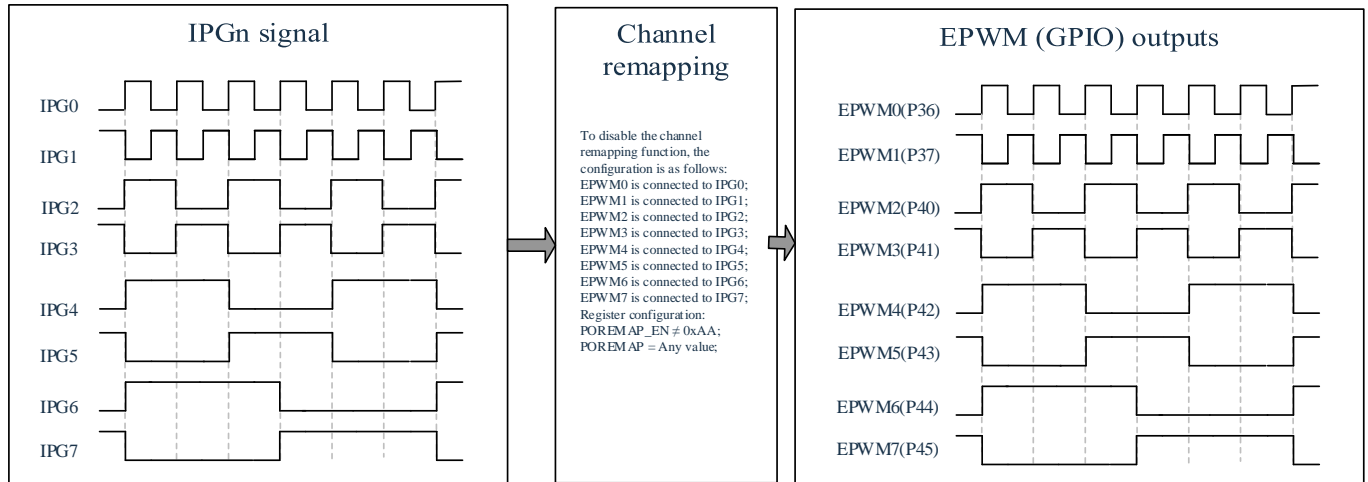 IPGn signal
IPG0
IPG1
IPG2
IPG3
IPG4
IPG5
IPG6
IPG7
Channel
remapping
To disable the channel
remapping function, the
configuration is as follows:
EPWM0 is connected to IPG0;
EPWM1 is connected to IPG1;
EPWM2 is connected to IPG2;
EPWM3 is connected to IPG3;
EPWM4 is connected to IPG4;
EPWM5 is connected to IPG5;
EPWM6 is connected to IPG6;
EPWM7 is connected to IPG7;
Register configuration:
POREMAP_EN ≠ 0xAA;
POREMAP = Any value;
EPWM (GPIO) outputs
EPWM0(P36)
EPWM1(P37)
EPWM2(P40)
EPWM3(P41)
EPWM4(P42)
EPWM5(P43)
EPWM6(P44)
EPWM7(P45)